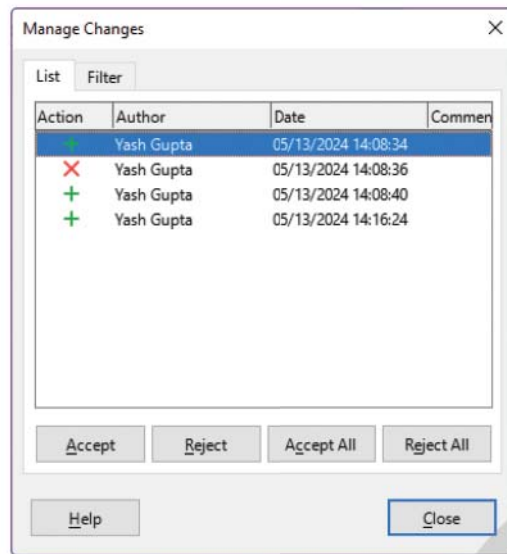 Manage Changes
List Filter
Action Author Date Commen
Yash Gupta 05/13/2024 14:08:34
Yash Gupta 05/13/2024 14:08:36
Yash Gupta 05/13/2024 14:08:40
Yash Gupta 05/13/2024 14:16:24
Accept Reject Accept All Reject All
Help Close